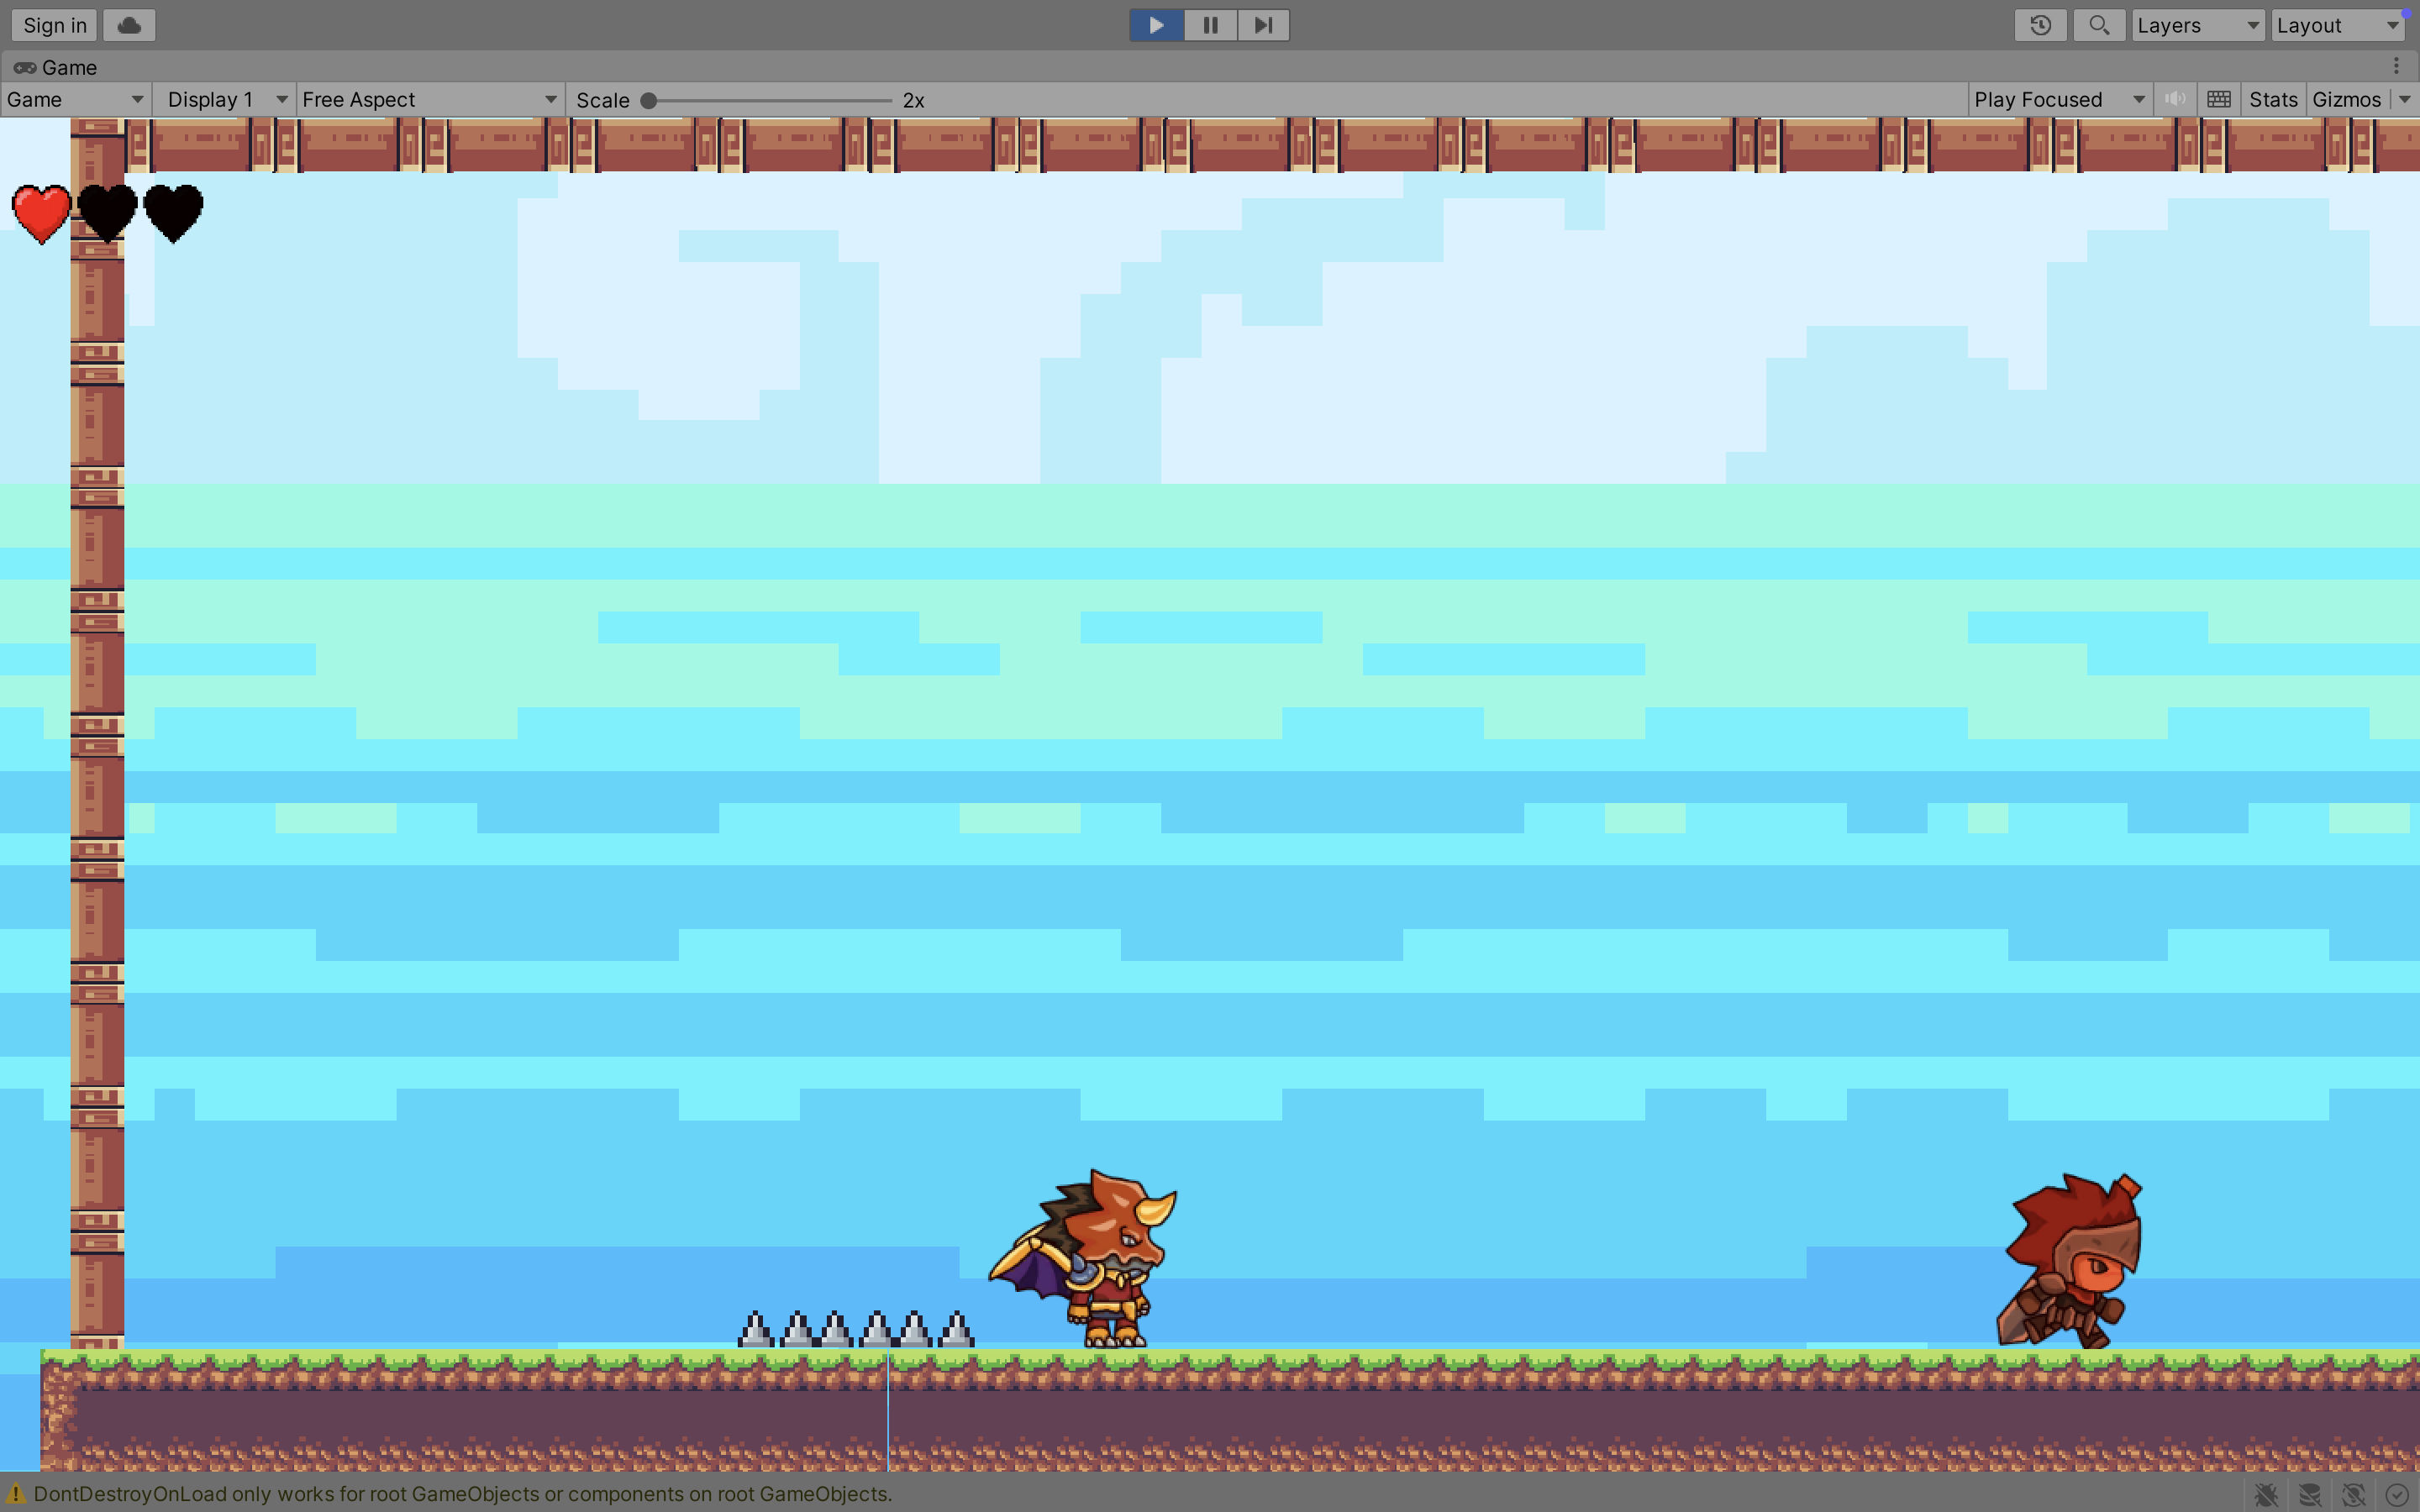 Sign in
Layers
Layout
Game
Game
Display 1
Free Aspect
Scale
2x
Play Focused
Stats
Gizmos
DontDestroyOnLoad only works for root GameObjects or components on root GameObjects.